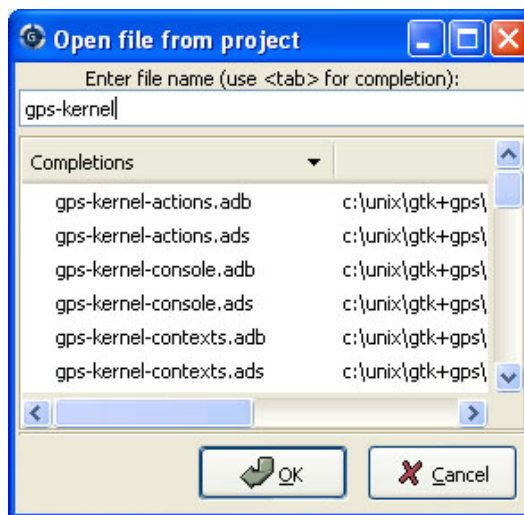 Open file from project
Enter file name (use <tab> for completion):
gps-kernel
Completions
gps-kernel-actions.adb c:\unix\gtk+gps\
gps-kernel-actions.ads c:\unix\gtk+gps\
gps-kernel-console.adb c:\unix\gtk+gps\
gps-kernel-console.ads c:\unix\gtk+gps\
gps-kernel-contexts.adb c:\unix\gtk+gps\
gps-kernel-contexts.ads c:\unix\gtk+gps\
OK Cancel